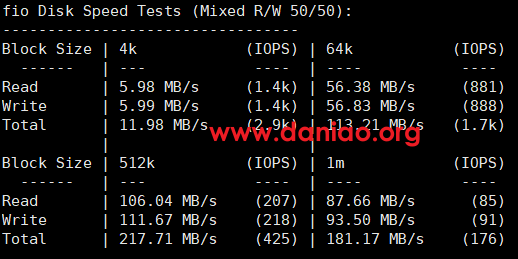 fio Disk Speed Tests (Mixed R/W 50/50):
---------------------------------
Block Size | 4k            (IOPS) | 64k           (IOPS)
  ------   | ---            ----  | ----           ----
Read       | 5.98 MB/s     (1.4k) | 56.38 MB/s     (881)
Write      | 5.99 MB/s     (1.4k) | 56.83 MB/s     (888)
Total      | 11.98 MB/s    (2.9k) | 113.21 MB/s   (1.7k)
           |                      |
www.danido.org
Block Size | 512k          (IOPS) | 1m            (IOPS)
  ------   | ---            ----  | ---            ----
Read       | 106.04 MB/s    (207) | 87.66 MB/s      (85)
Write      | 111.67 MB/s    (218) | 93.50 MB/s      (91)
Total      | 217.71 MB/s    (425) | 181.17 MB/s    (176)